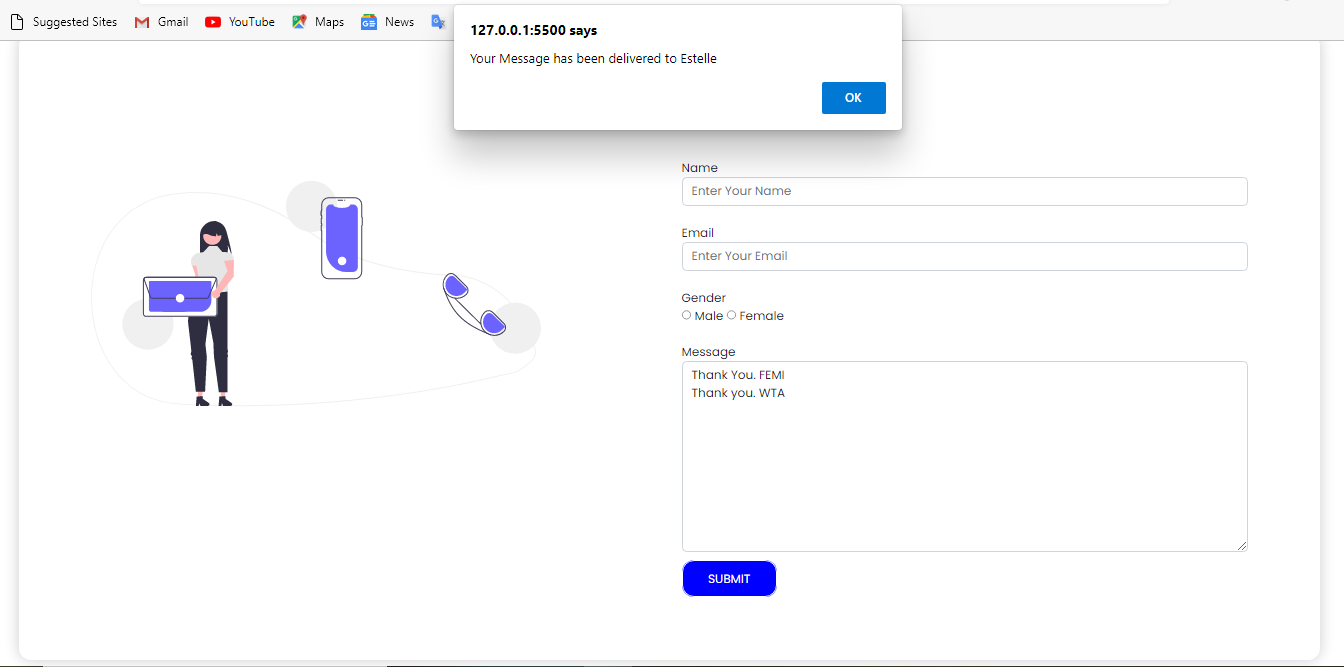 Suggested Sites Gmail YouTube Maps News
127.0.0.1:5500 says
Your Message has been delivered to Estelle
OK
Name
Enter Your Name
Email
Enter Your Email
Gender
Male Female
Message
Thank You. FEMI
Thank you. WTA
SUBMIT